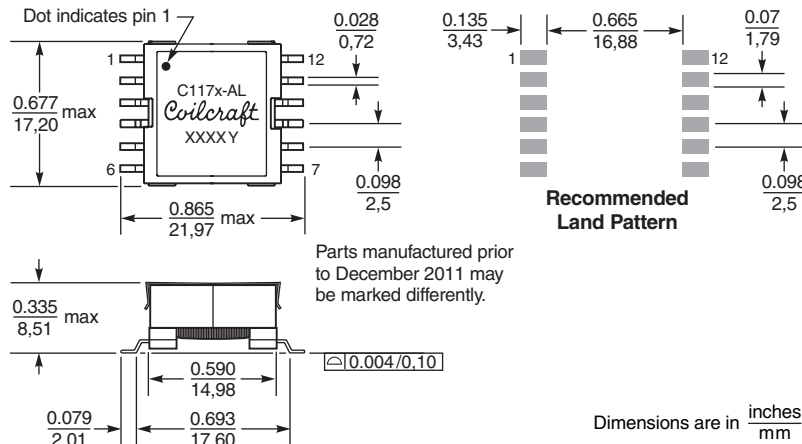 Dot indicates pin 1
1
12
C117x-AL
Coilcraft
XXXXY
6
7
0.677
17,20
max
0.028
0,72
0.098
2,5
0.865
21,97
max
0.135
3,43
0.665
16,88
0.07
1,79
1
12
0.098
2,5
Recommended
Land Pattern
Parts manufactured prior
to December 2011 may
be marked differently.
0.335
8,51
max
0.004/0,10
0.590
14,98
0.079
2,01
0.693
17,60
Dimensions are in inches
mm